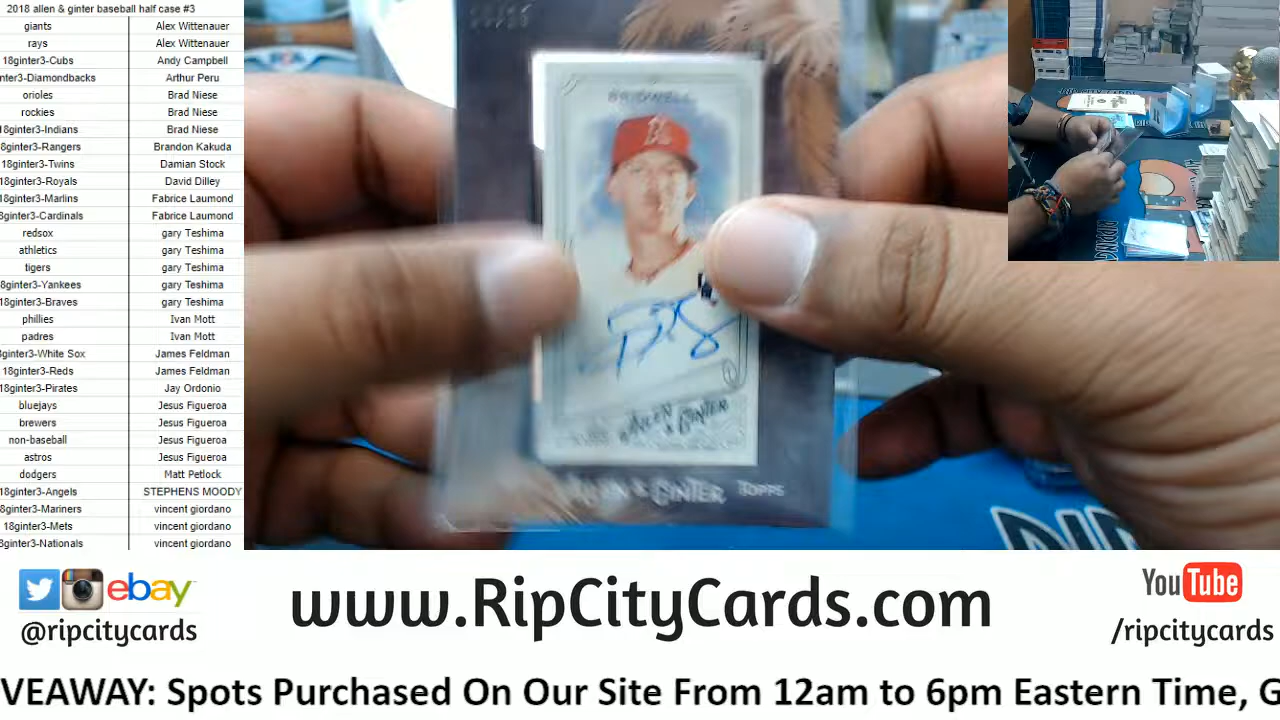 2018 allen & ginter baseball half case #3
giants Alex Wittenauer
rays Alex Wittenauer
18ginter3-Cubs Andy Campbell
nter3-Diamondbacks Arthur Peru
orioles Brad Niese
rockies Brad Niese
18ginter3-Indians Brad Niese
18ginter3-Rangers Brandon Kakuda
18ginter3-Twins Damian Stock
18ginter3-Royals David Dilley
18ginter3-Marlins Fabrice Laumond
8ginter3-Cardinals Fabrice Laumond
redsox gary Teshima
athletics gary Teshima
tigers gary Teshima
8ginter3-Yankees gary Teshima
18ginter3-Braves gary Teshima
phillies Ivan Mott
padres Ivan Mott
ginter3-White Sox James Feldman
18ginter3-Reds James Feldman
18ginter3-Pirates Jay Ordonio
bluejays Jesus Figueroa
brewers Jesus Figueroa
non-baseball Jesus Figueroa
astros Jesus Figueroa
dodgers Matt Petlock
18ginter3-Angels STEPHENS MOODY
8ginter3-Mariners vincent giordano
18ginter3-Mets vincent giordano
ginter3-Nationals vincent giordano
BRIDWELL
ALLEN & GINTER
ALLEN & GINTER TOPPS
RIPPING
ebay
@ripcitycards
www.RipCityCards.com
YouTube
/ripcitycards
VEAWAY: Spots Purchased On Our Site From 12am to 6pm Eastern Time, G